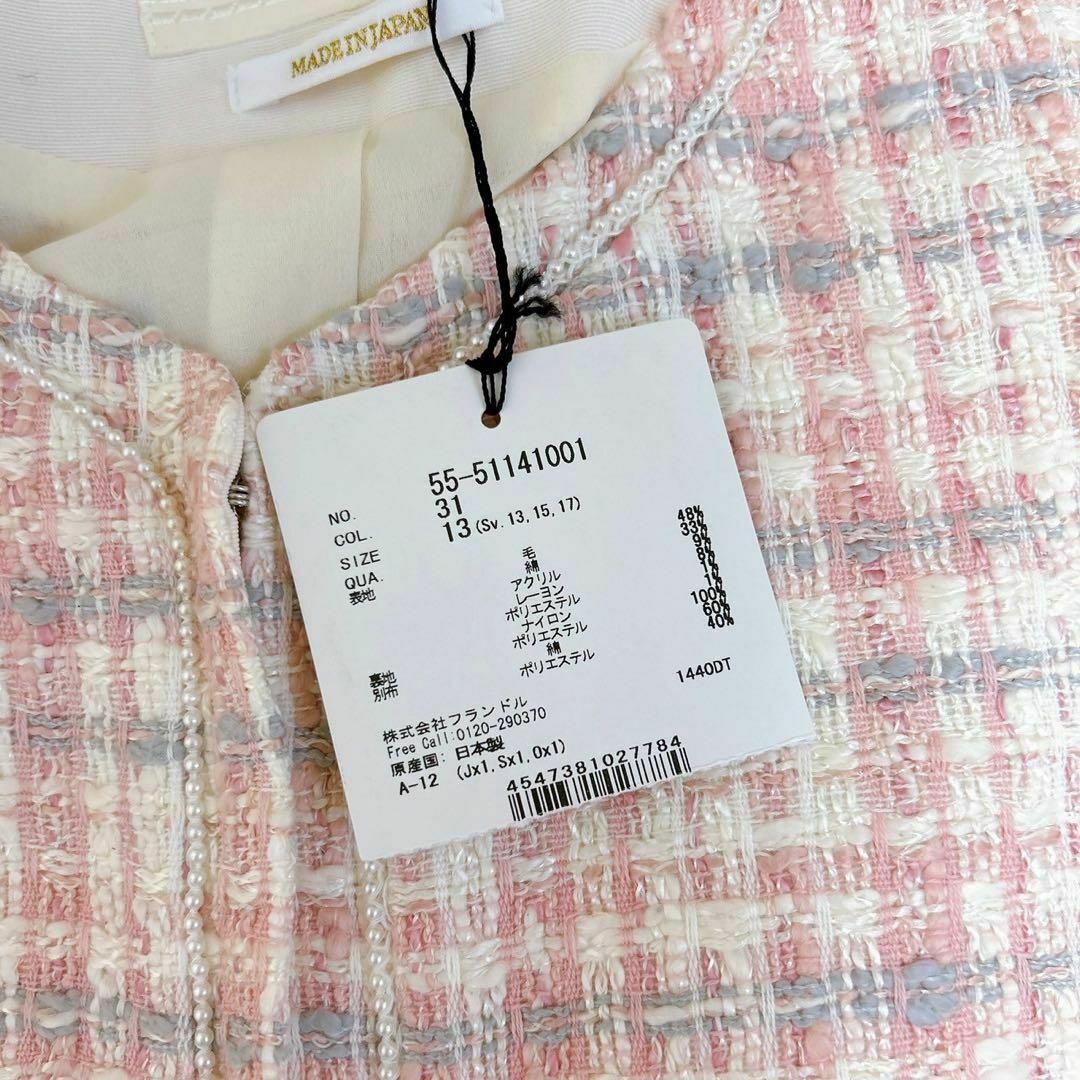 MADE IN JAPAN
NO. 55-51141001
COL. 31
SIZE 13 (Sv. 13, 15, 17)
QUA.
表地 毛 48%
綿 33%
アクリル 9%
レーヨン 8%
ポリエステル 1%
ナイロン 1%
裏地 ポリエステル 100%
別布 綿 60%
ポリエステル 40%
1440DT
株式会社フランドル
Free Call:0120-290370
原産国: 日本製
A-12 (Jx1, Sx1, Ox1)
4547381027784